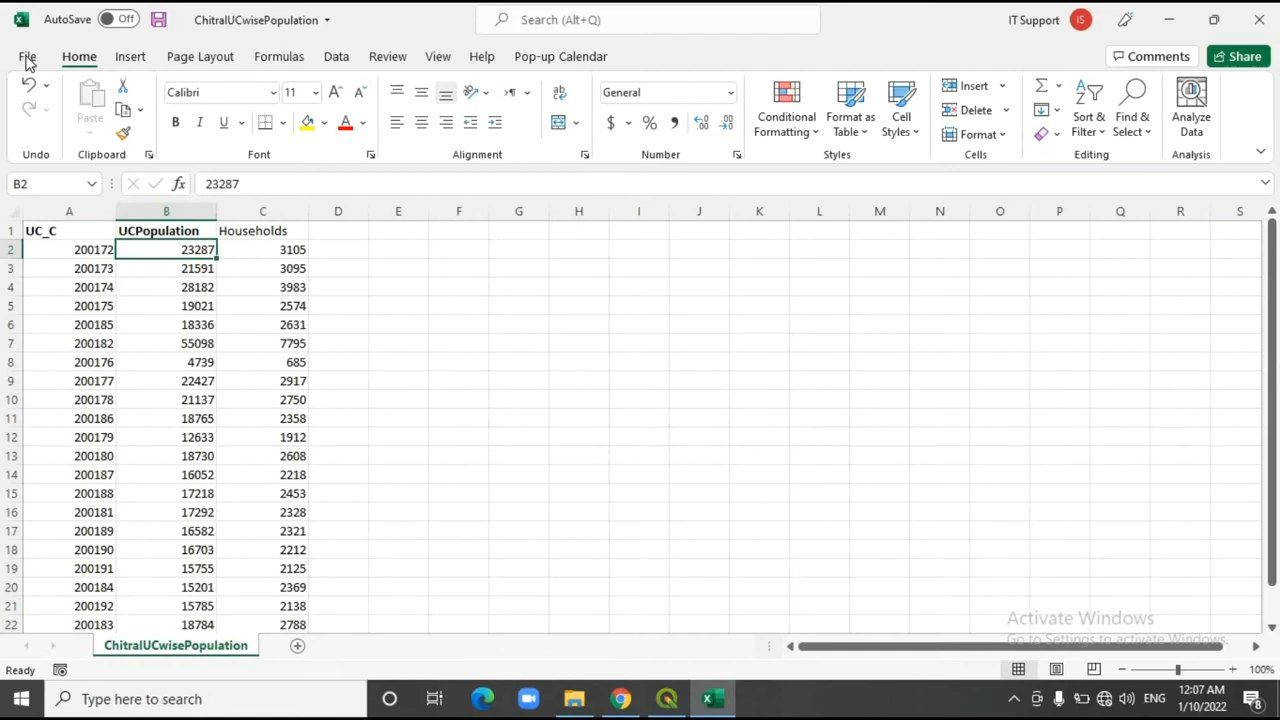 AutoSave Off ChitralUCwisePopulation Search (Alt+Q) IT Support IS
File Home Insert Page Layout Formulas Data Review View Help Pop-up Calendar Comments Share
Calibri 11 General Insert
Paste Conditional Formatting Format as Table Cell Styles Delete Sort & Filter Find & Select Analyze Data
B I U $ % Format
Undo Clipboard Font Alignment Number Styles Cells Editing Analysis
B2 fx 23287
A B C D E F G H I J K L M N O P Q R S
1 UC_C UCPopulation Households
2 200172 23287 3105
3 200173 21591 3095
4 200174 28182 3983
5 200175 19021 2574
6 200185 18336 2631
7 200182 55098 7795
8 200176 4739 685
9 200177 22427 2917
10 200178 21137 2750
11 200186 18765 2358
12 200179 12633 1912
13 200180 18730 2608
14 200187 16052 2218
15 200188 17218 2453
16 200181 17292 2328
17 200189 16582 2321
18 200190 16703 2212
19 200191 15755 2125
20 200184 15201 2369
21 200192 15785 2138
22 200183 18784 2788
Activate Windows
Go to Settings to activate Windows.
ChitralUCwisePopulation
Ready 100%
Type here to search ENG 12:07 AM
1/10/2022 8